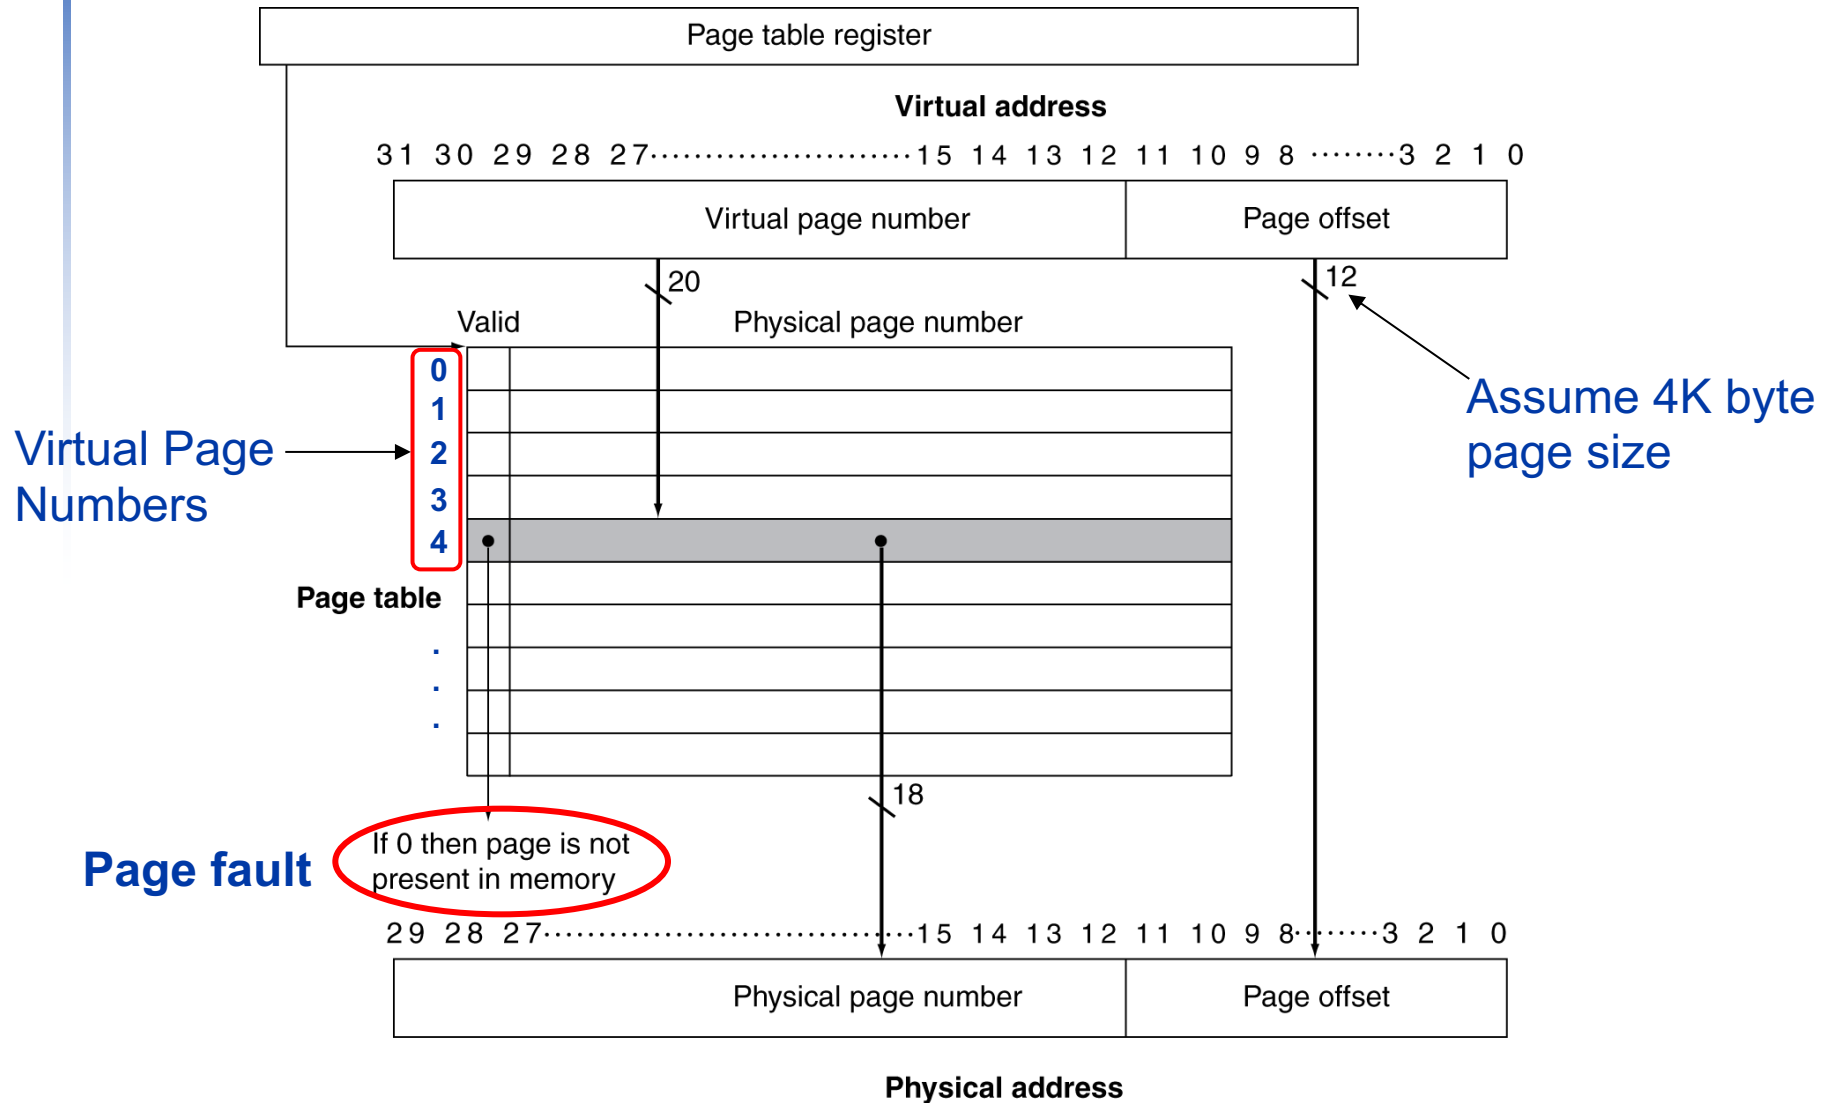 Page table register
Virtual address
31 30 29 28 27······················15 14 13 12 11 10 9 8 ········3 2 1 0
Virtual page number Page offset
20 12
Valid Physical page number
0
1
Assume 4K byte
page size
Virtual Page
Numbers
2
3
4
Page table
.
.
.
18
Page fault
If 0 then page is not
present in memory
29 28 27·······························15 14 13 12 11 10 9 8········3 2 1 0
Physical page number Page offset
Physical address